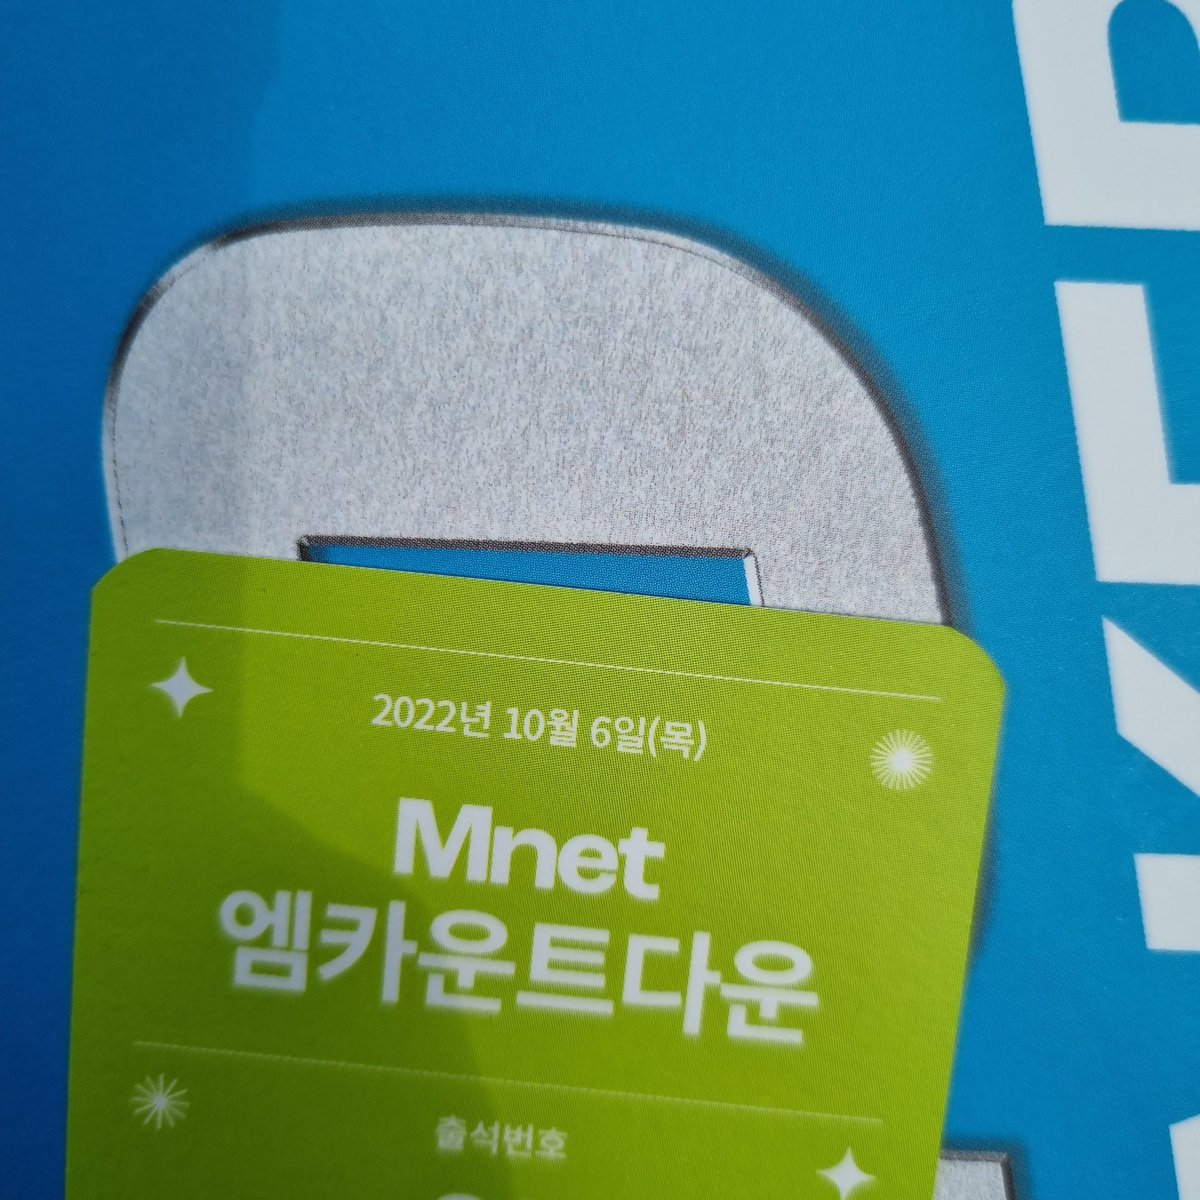 2022년 10월 6일(목)
Mnet
엠카운트다운
출석번호